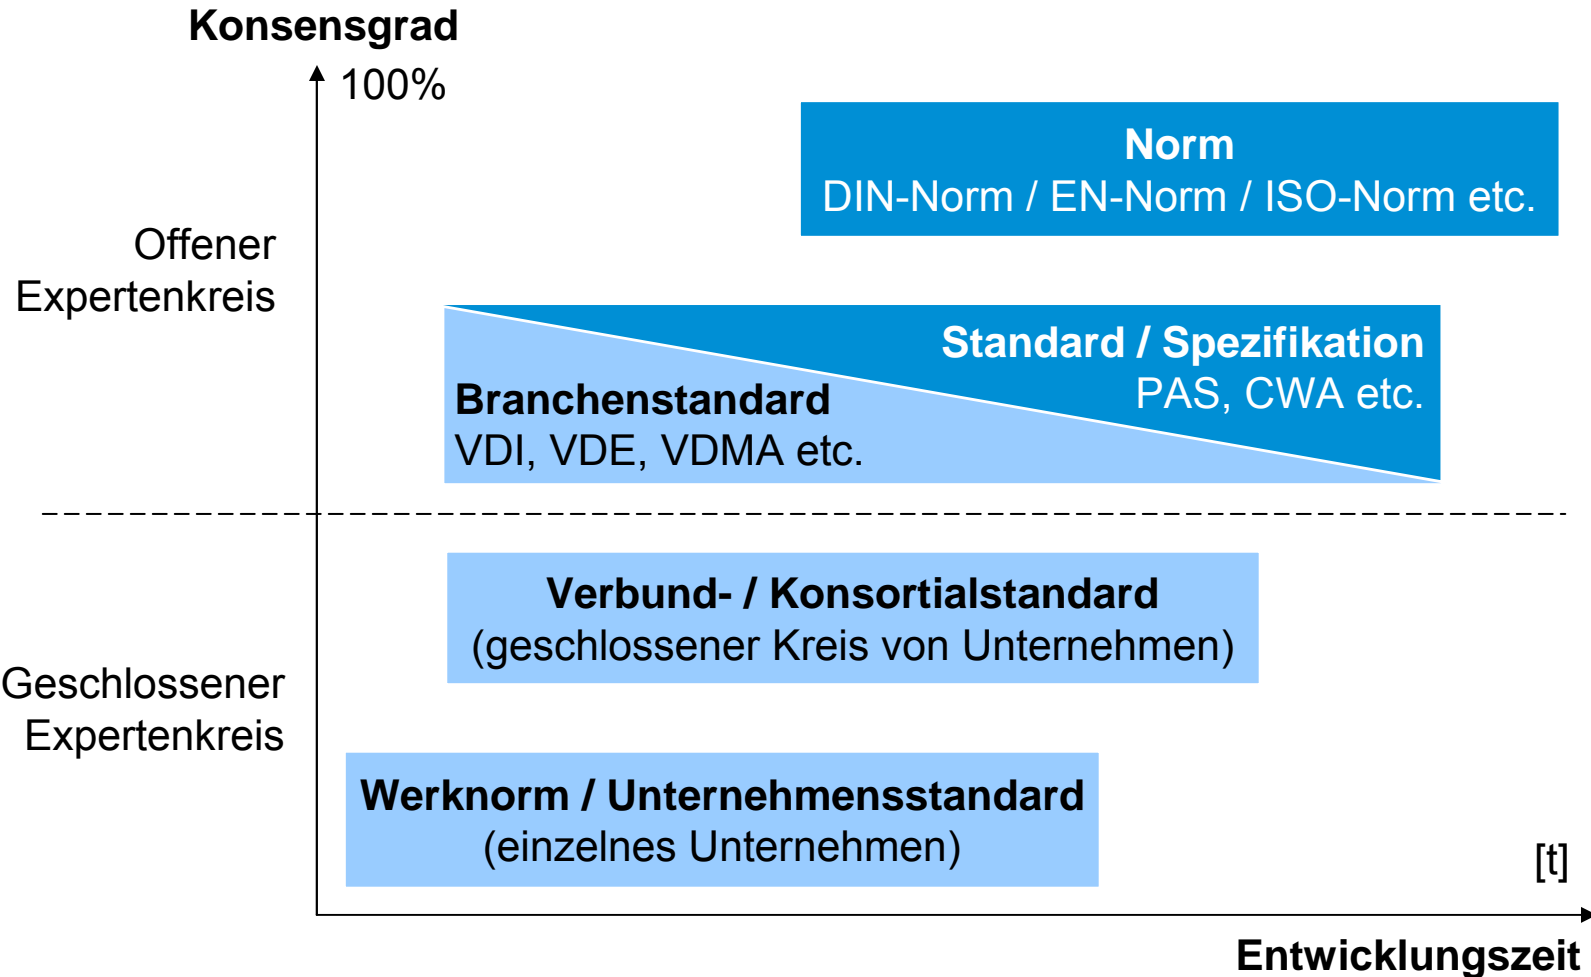 Konsensgrad
100%
Norm
DIN-Norm / EN-Norm / ISO-Norm etc.
Offener
Expertenkreis
Standard / Spezifikation
PAS, CWA etc.
Branchenstandard
VDI, VDE, VDMA etc.
Verbund- / Konsortialstandard
(geschlossener Kreis von Unternehmen)
Geschlossener
Expertenkreis
Werknorm / Unternehmensstandard
(einzelnes Unternehmen)
[t]
Entwicklungszeit